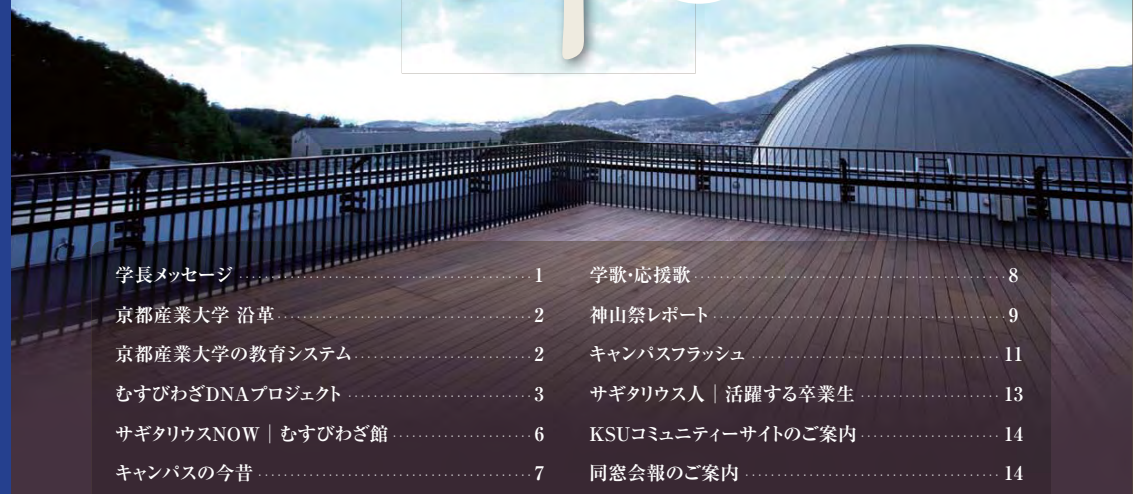 学長メッセージ 1
京都産業大学 沿革 2
京都産業大学の教育システム 2
むすびわざDNAプロジェクト 3
サギタリウスNOW｜むすびわざ館 6
キャンパスの今昔 7
学歌・応援歌 8
神山祭レポート 9
キャンパスフラッシュ 11
サギタリウス人｜活躍する卒業生 13
KSUコミュニティーサイトのご案内 14
同窓会報のご案内 14